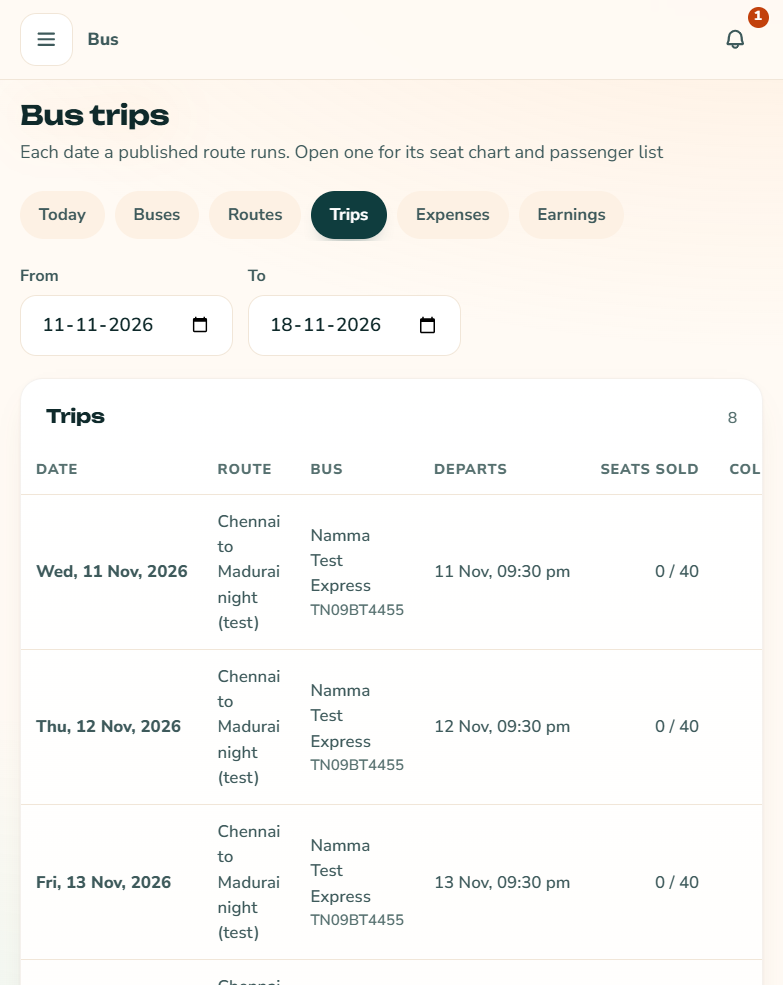 Bus
1
Bus trips
Each date a published route runs. Open one for its seat chart and passenger list
Today Buses Routes Trips Expenses Earnings
From To
11-11-2026 18-11-2026
Trips 8
DATE ROUTE BUS DEPARTS SEATS SOLD COL
Wed, 11 Nov, 2026
Chennai
to
Madurai
night
(test)
Namma
Test
Express
TN09BT4455
11 Nov, 09:30 pm
0 / 40
Thu, 12 Nov, 2026
Chennai
to
Madurai
night
(test)
Namma
Test
Express
TN09BT4455
12 Nov, 09:30 pm
0 / 40
Fri, 13 Nov, 2026
Chennai
to
Madurai
night
(test)
Namma
Test
Express
TN09BT4455
13 Nov, 09:30 pm
0 / 40